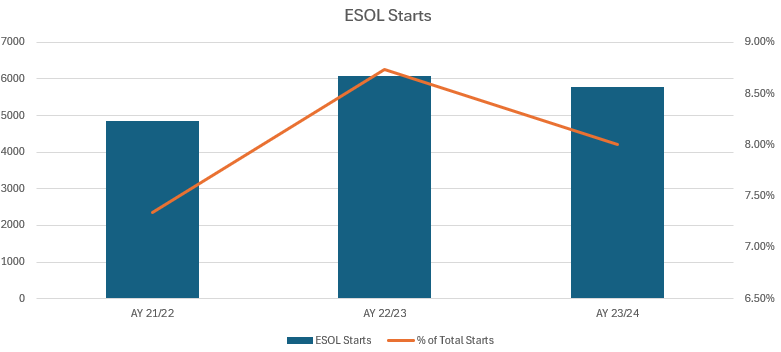 ESOL Starts
7000
6000
5000
4000
3000
2000
1000
0
9.00%
8.50%
8.00%
7.50%
7.00%
6.50%
AY 21/22
AY 22/23
AY 23/24
ESOL Starts
% of Total Starts